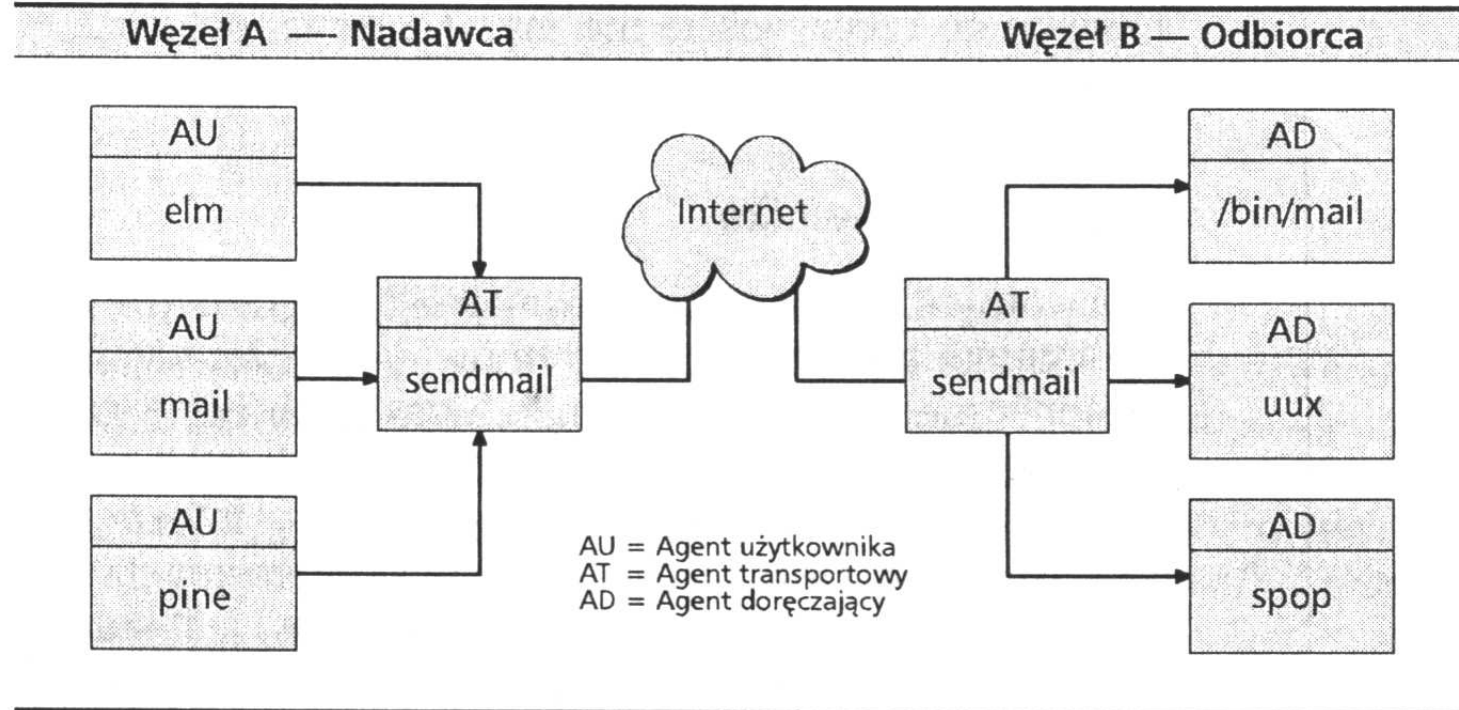 Węzeł A —- Nadawca
Węzeł B — Odbiorca
AU
elm
AU
mail
AU
pine
AT
sendmail
Internet
AT
sendmail
AD
/bin/mail
AD
uux
AD
spop
AU = Agent użytkownika
AT = Agent transportowy
AD = Agent doręczający